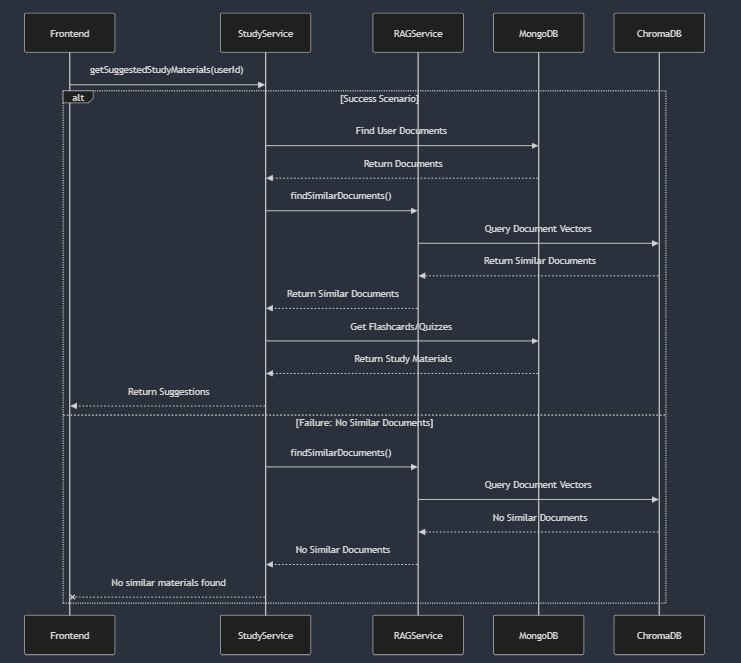 Frontend
StudyService
RAGService
MongoDB
ChromaDB
getSuggestedStudyMaterials(userId)
alt
[Success Scenario]
Find User Documents
Return Documents
findSimilarDocuments()
Query Document Vectors
Return Similar Documents
Return Similar Documents
Get Flashcards/Quizzes
Return Study Materials
Return Suggestions
[Failure: No Similar Documents]
findSimilarDocuments()
Query Document Vectors
No Similar Documents
No Similar Documents
No similar materials found
Frontend
StudyService
RAGService
MongoDB
ChromaDB